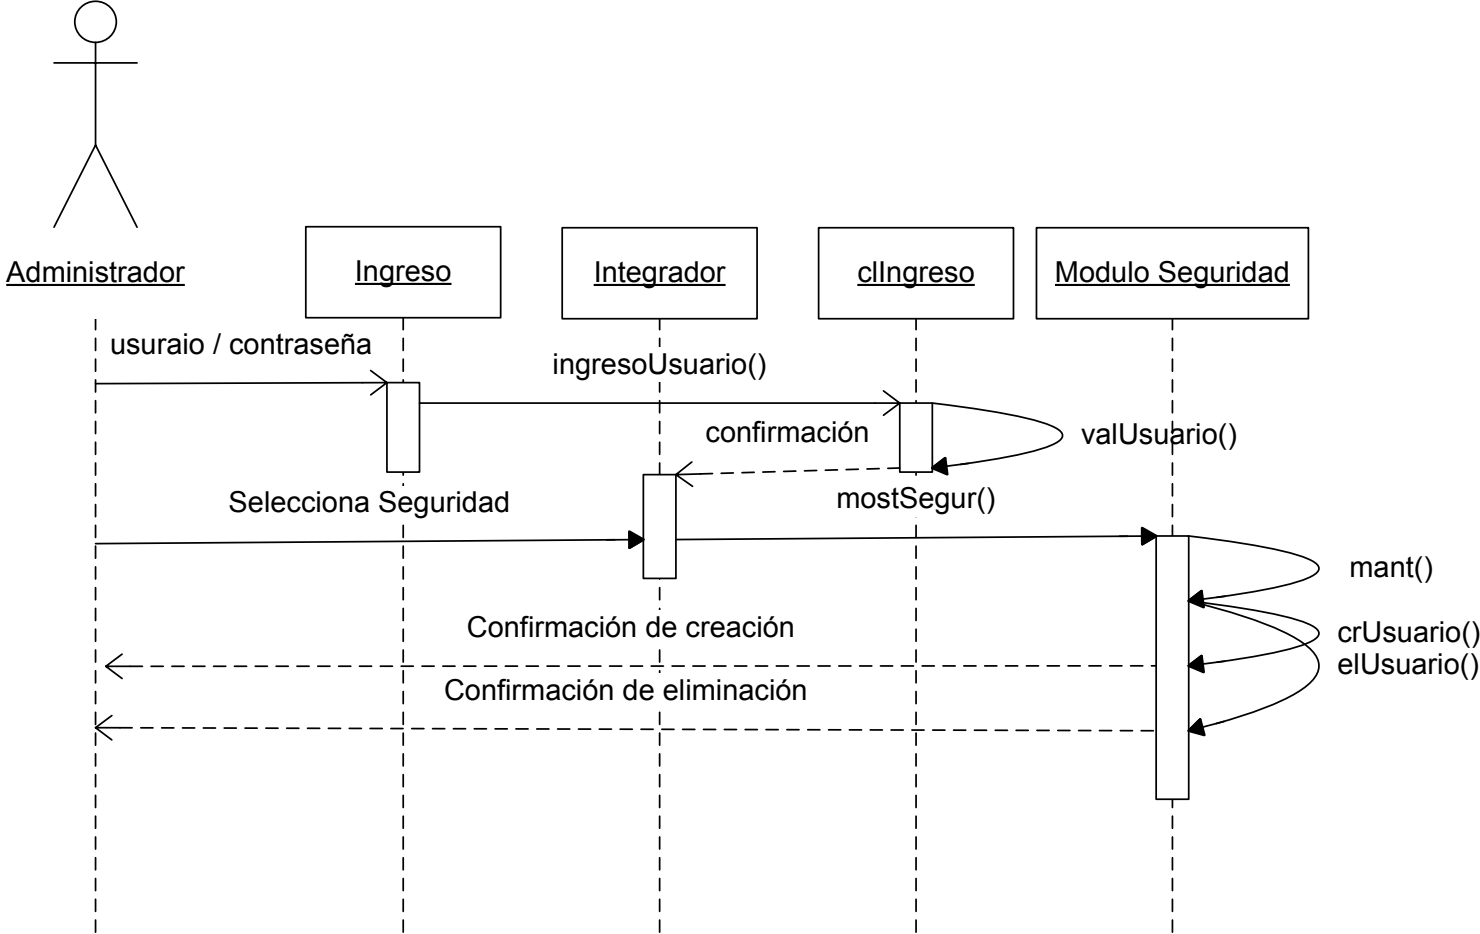 Administrador
Ingreso
Integrador
clIngreso
Modulo Seguridad
usuraio / contraseña
ingresoUsuario()
confirmación
valUsuario()
Selecciona Seguridad
mostSegur()
mant()
Confirmación de creación
crUsuario()
elUsuario()
Confirmación de eliminación